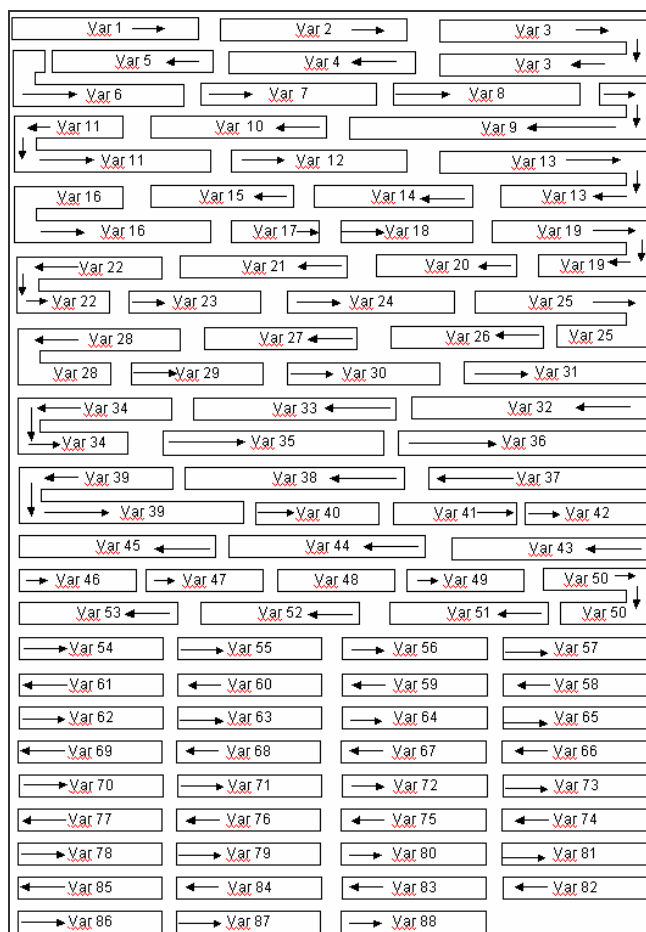 Var 1 Var 2 Var 3
Var 5 Var 4 Var 3
Var 6 Var 7 Var 8
Var 11 Var 10 Var 9
Var 11 Var 12 Var 13
Var 16 Var 15 Var 14 Var 13
Var 16 Var 17 Var 18 Var 19
Var 22 Var 21 Var 20 Var 19
Var 22 Var 23 Var 24 Var 25
Var 28 Var 27 Var 26 Var 25
Var 28 Var 29 Var 30 Var 31
Var 34 Var 33 Var 32
Var 34 Var 35 Var 36
Var 39 Var 38 Var 37
Var 39 Var 40 Var 41 Var 42
Var 45 Var 44 Var 43
Var 46 Var 47 Var 48 Var 49 Var 50
Var 53 Var 52 Var 51 Var 50
Var 54 Var 55 Var 56 Var 57
Var 61 Var 60 Var 59 Var 58
Var 62 Var 63 Var 64 Var 65
Var 69 Var 68 Var 67 Var 66
Var 70 Var 71 Var 72 Var 73
Var 77 Var 76 Var 75 Var 74
Var 78 Var 79 Var 80 Var 81
Var 85 Var 84 Var 83 Var 82
Var 86 Var 87 Var 88